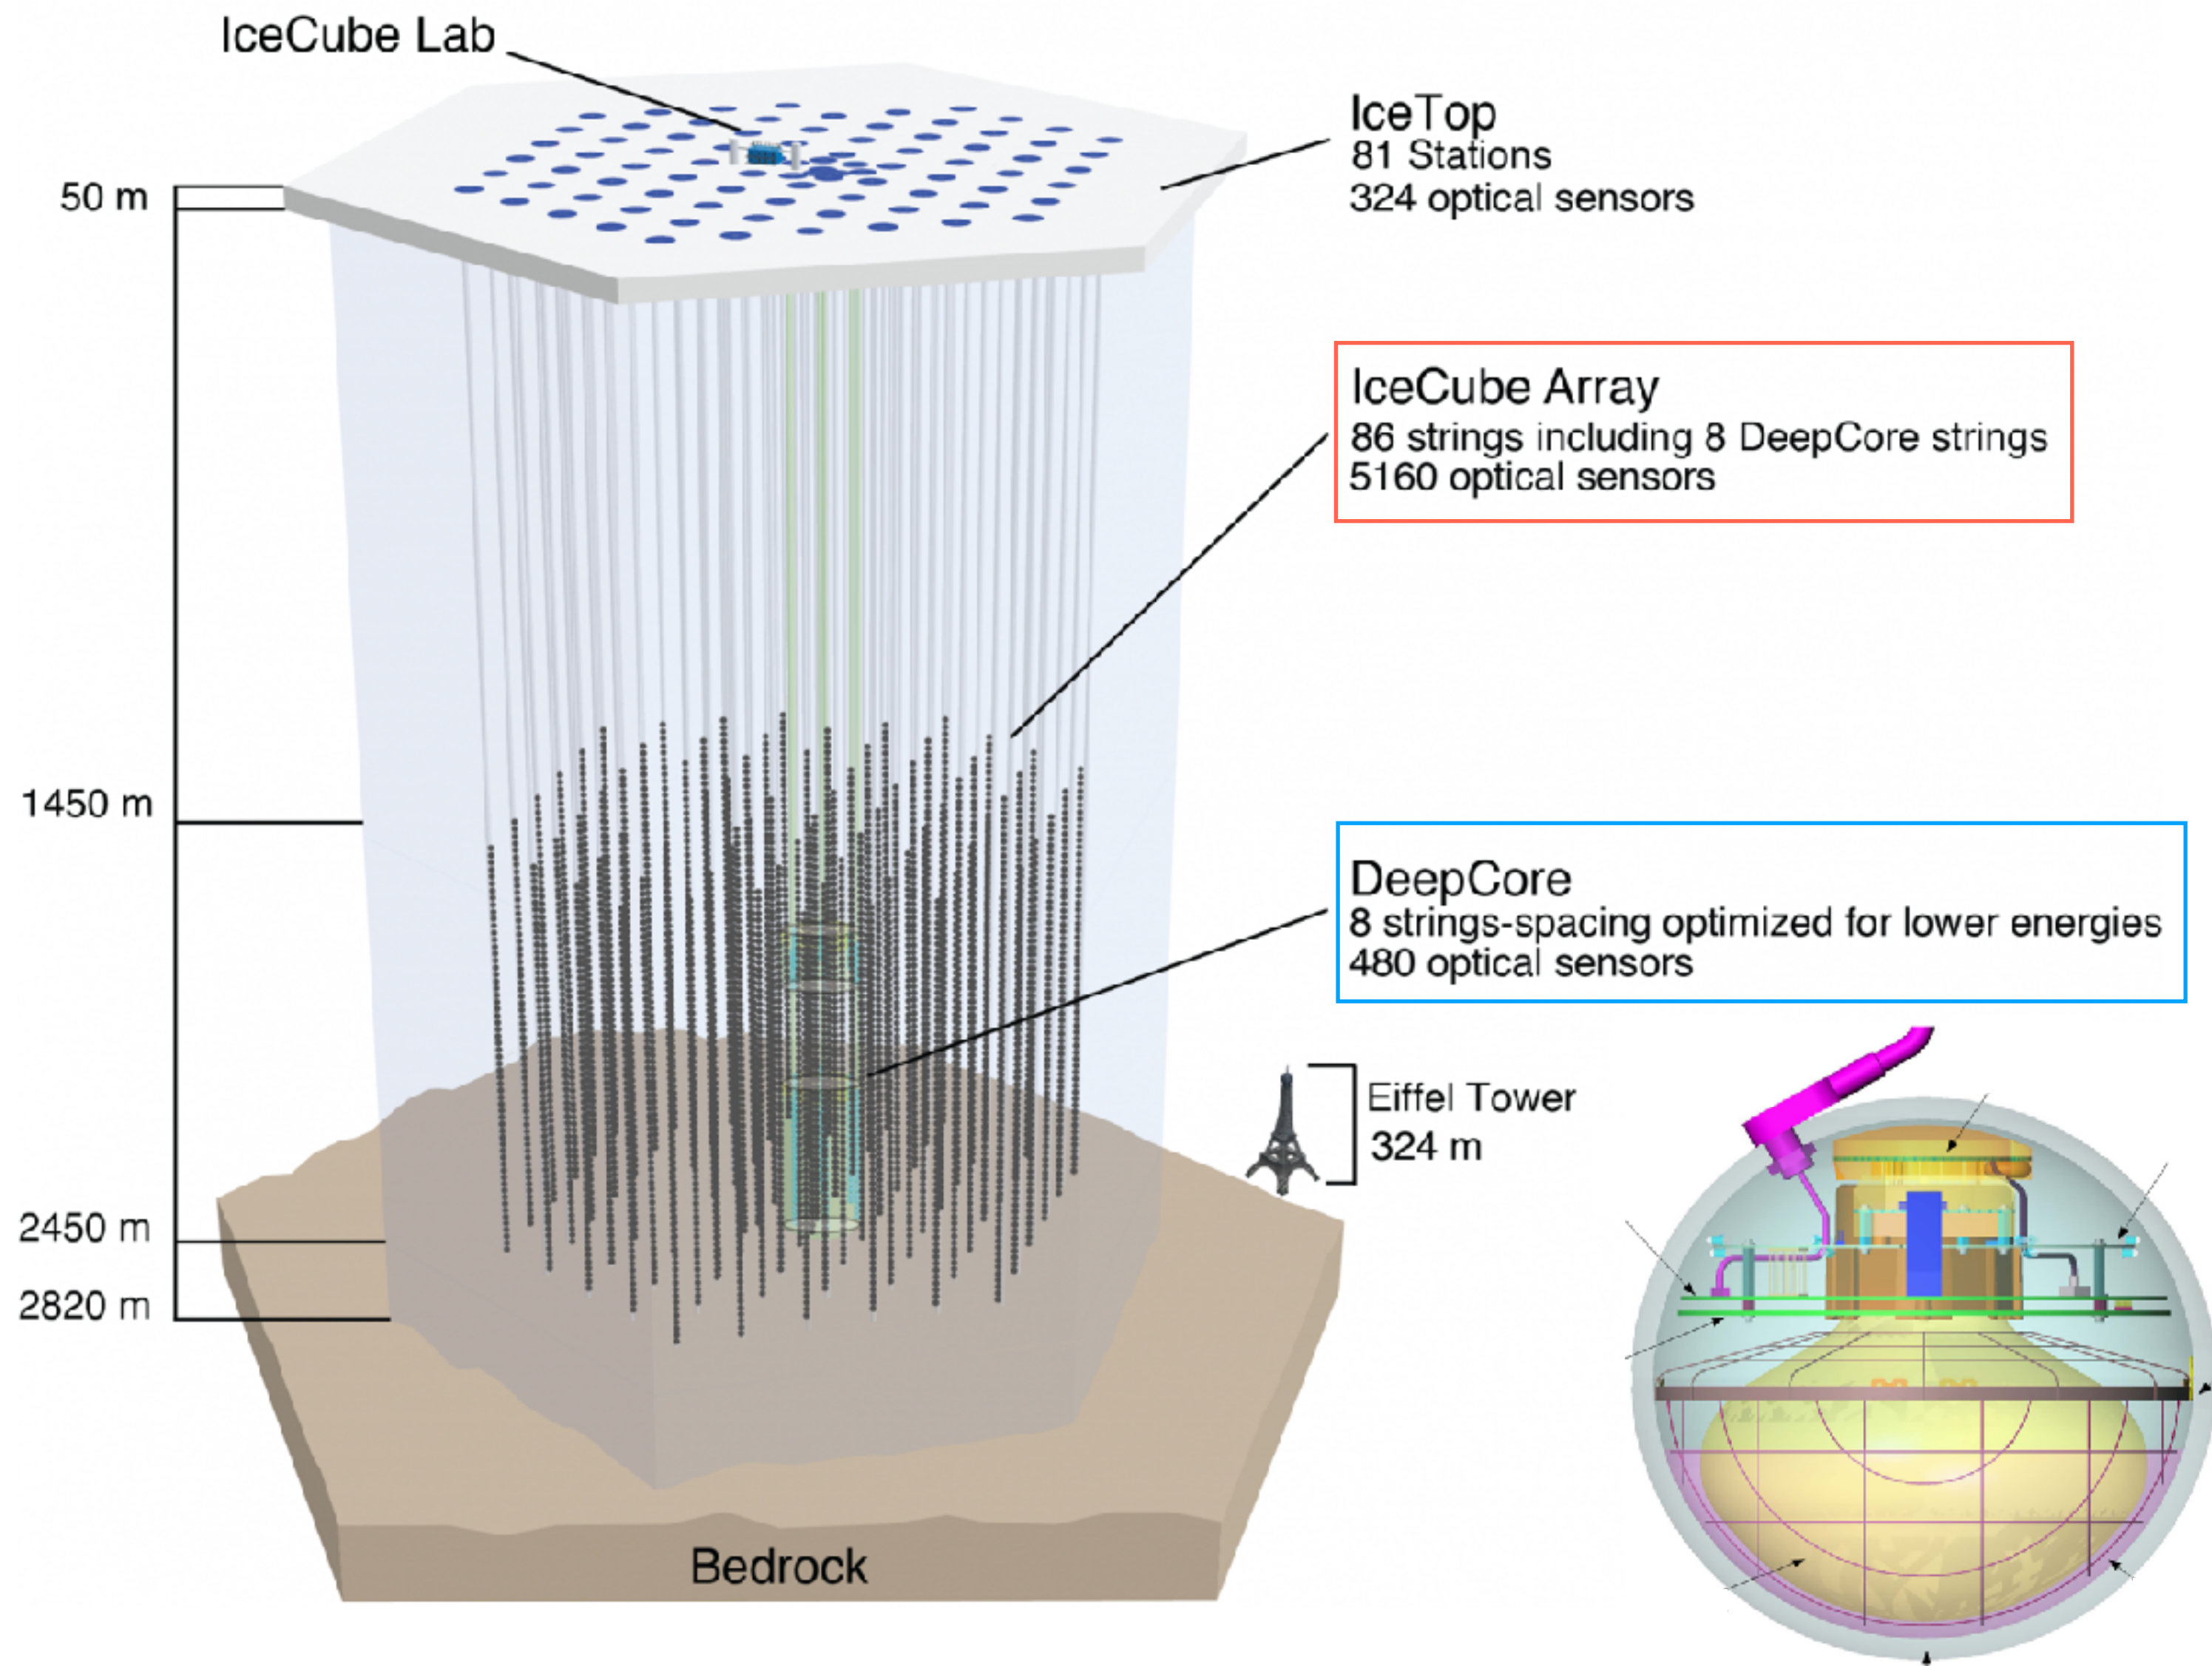 IceCube Lab
IceTop
81 Stations
324 optical sensors
50 m
IceCube Array
86 strings including 8 DeepCore strings
5160 optical sensors
1450 m
DeepCore
8 strings-spacing optimized for lower energies
480 optical sensors
Eiffel Tower
324 m
2450 m
2820 m
Bedrock